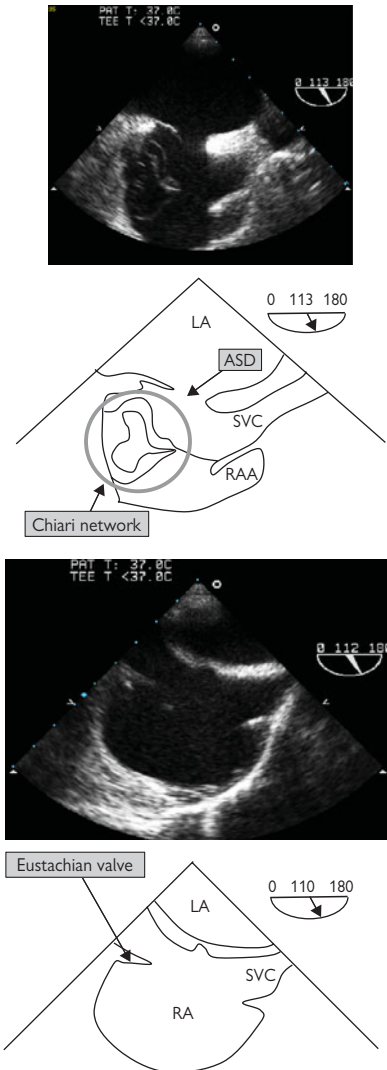 PAT T: 37.0C
TEE T <37.0C
0 113 180
0 113 180
LA
ASD
SVC
RAA
Chiari network
PAT T: 37.0C
TEE T <37.0C
0 112 180
Eustachian valve
0 110 180
LA
SVC
RA